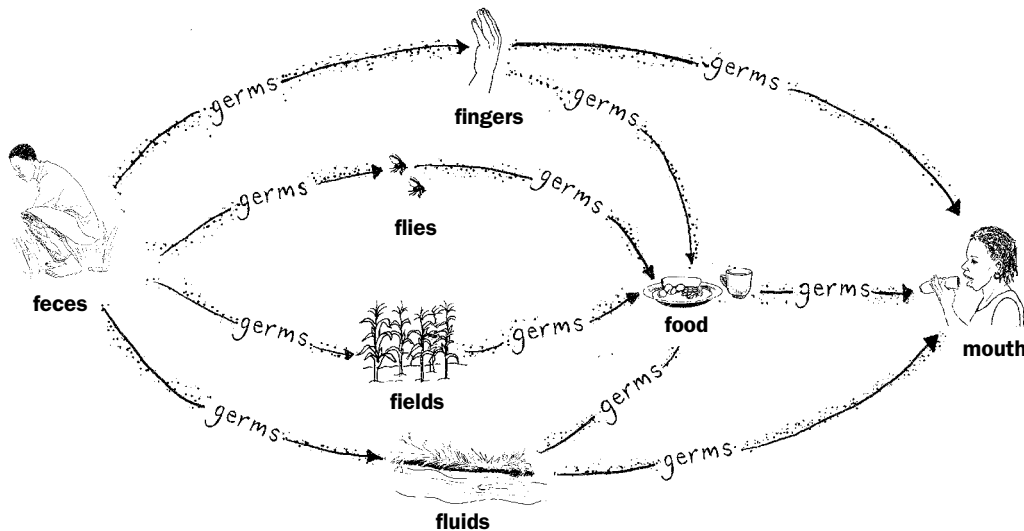 germs
germs
germs
fingers
germs
germs
flies
feces
germs
germs
germs
food
mouth
fields
germs
germs
germs
fluids